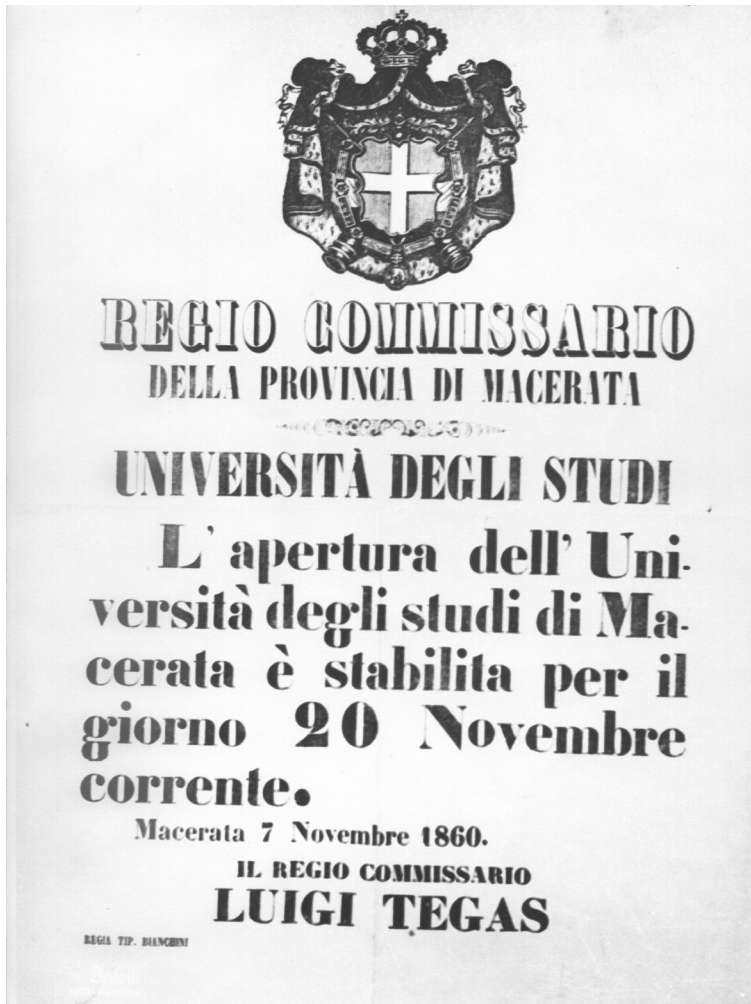 REGIO COMMISSARIO
DELLA PROVINCIA DI MACERATA
UNIVERSITÀ DEGLI STUDI
L' apertura dell' Uni-
versità degli studi di Ma-
cerata è stabilita per il
giorno 20 Novembre
corrente.
Macerata 7 Novembre 1860.
IL REGIO COMMISSARIO
LUIGI TEGAS
REGIA TIP. BIANCHINI